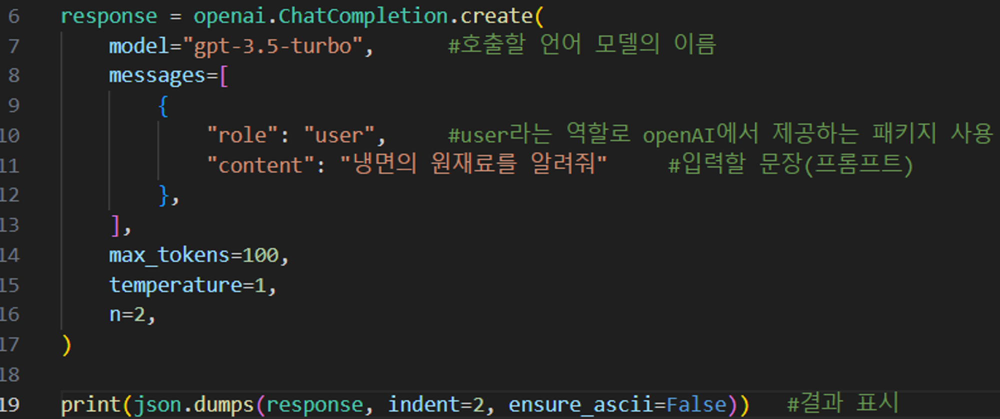 6 response = openai.ChatCompletion.create(
7 model="gpt-3.5-turbo", #호출할 언어 모델의 이름
8 messages=[
9 {
10 "role": "user", #user라는 역할로 openAI에서 제공하는 패키지 사용
11 "content": "냉면의 원재료를 알려줘" #입력할 문장(프롬프트)
12 },
13 ],
14 max_tokens=100,
15 temperature=1,
16 n=2,
17 )
18
19 print(json.dumps(response, indent=2, ensure_ascii=False)) #결과 표시